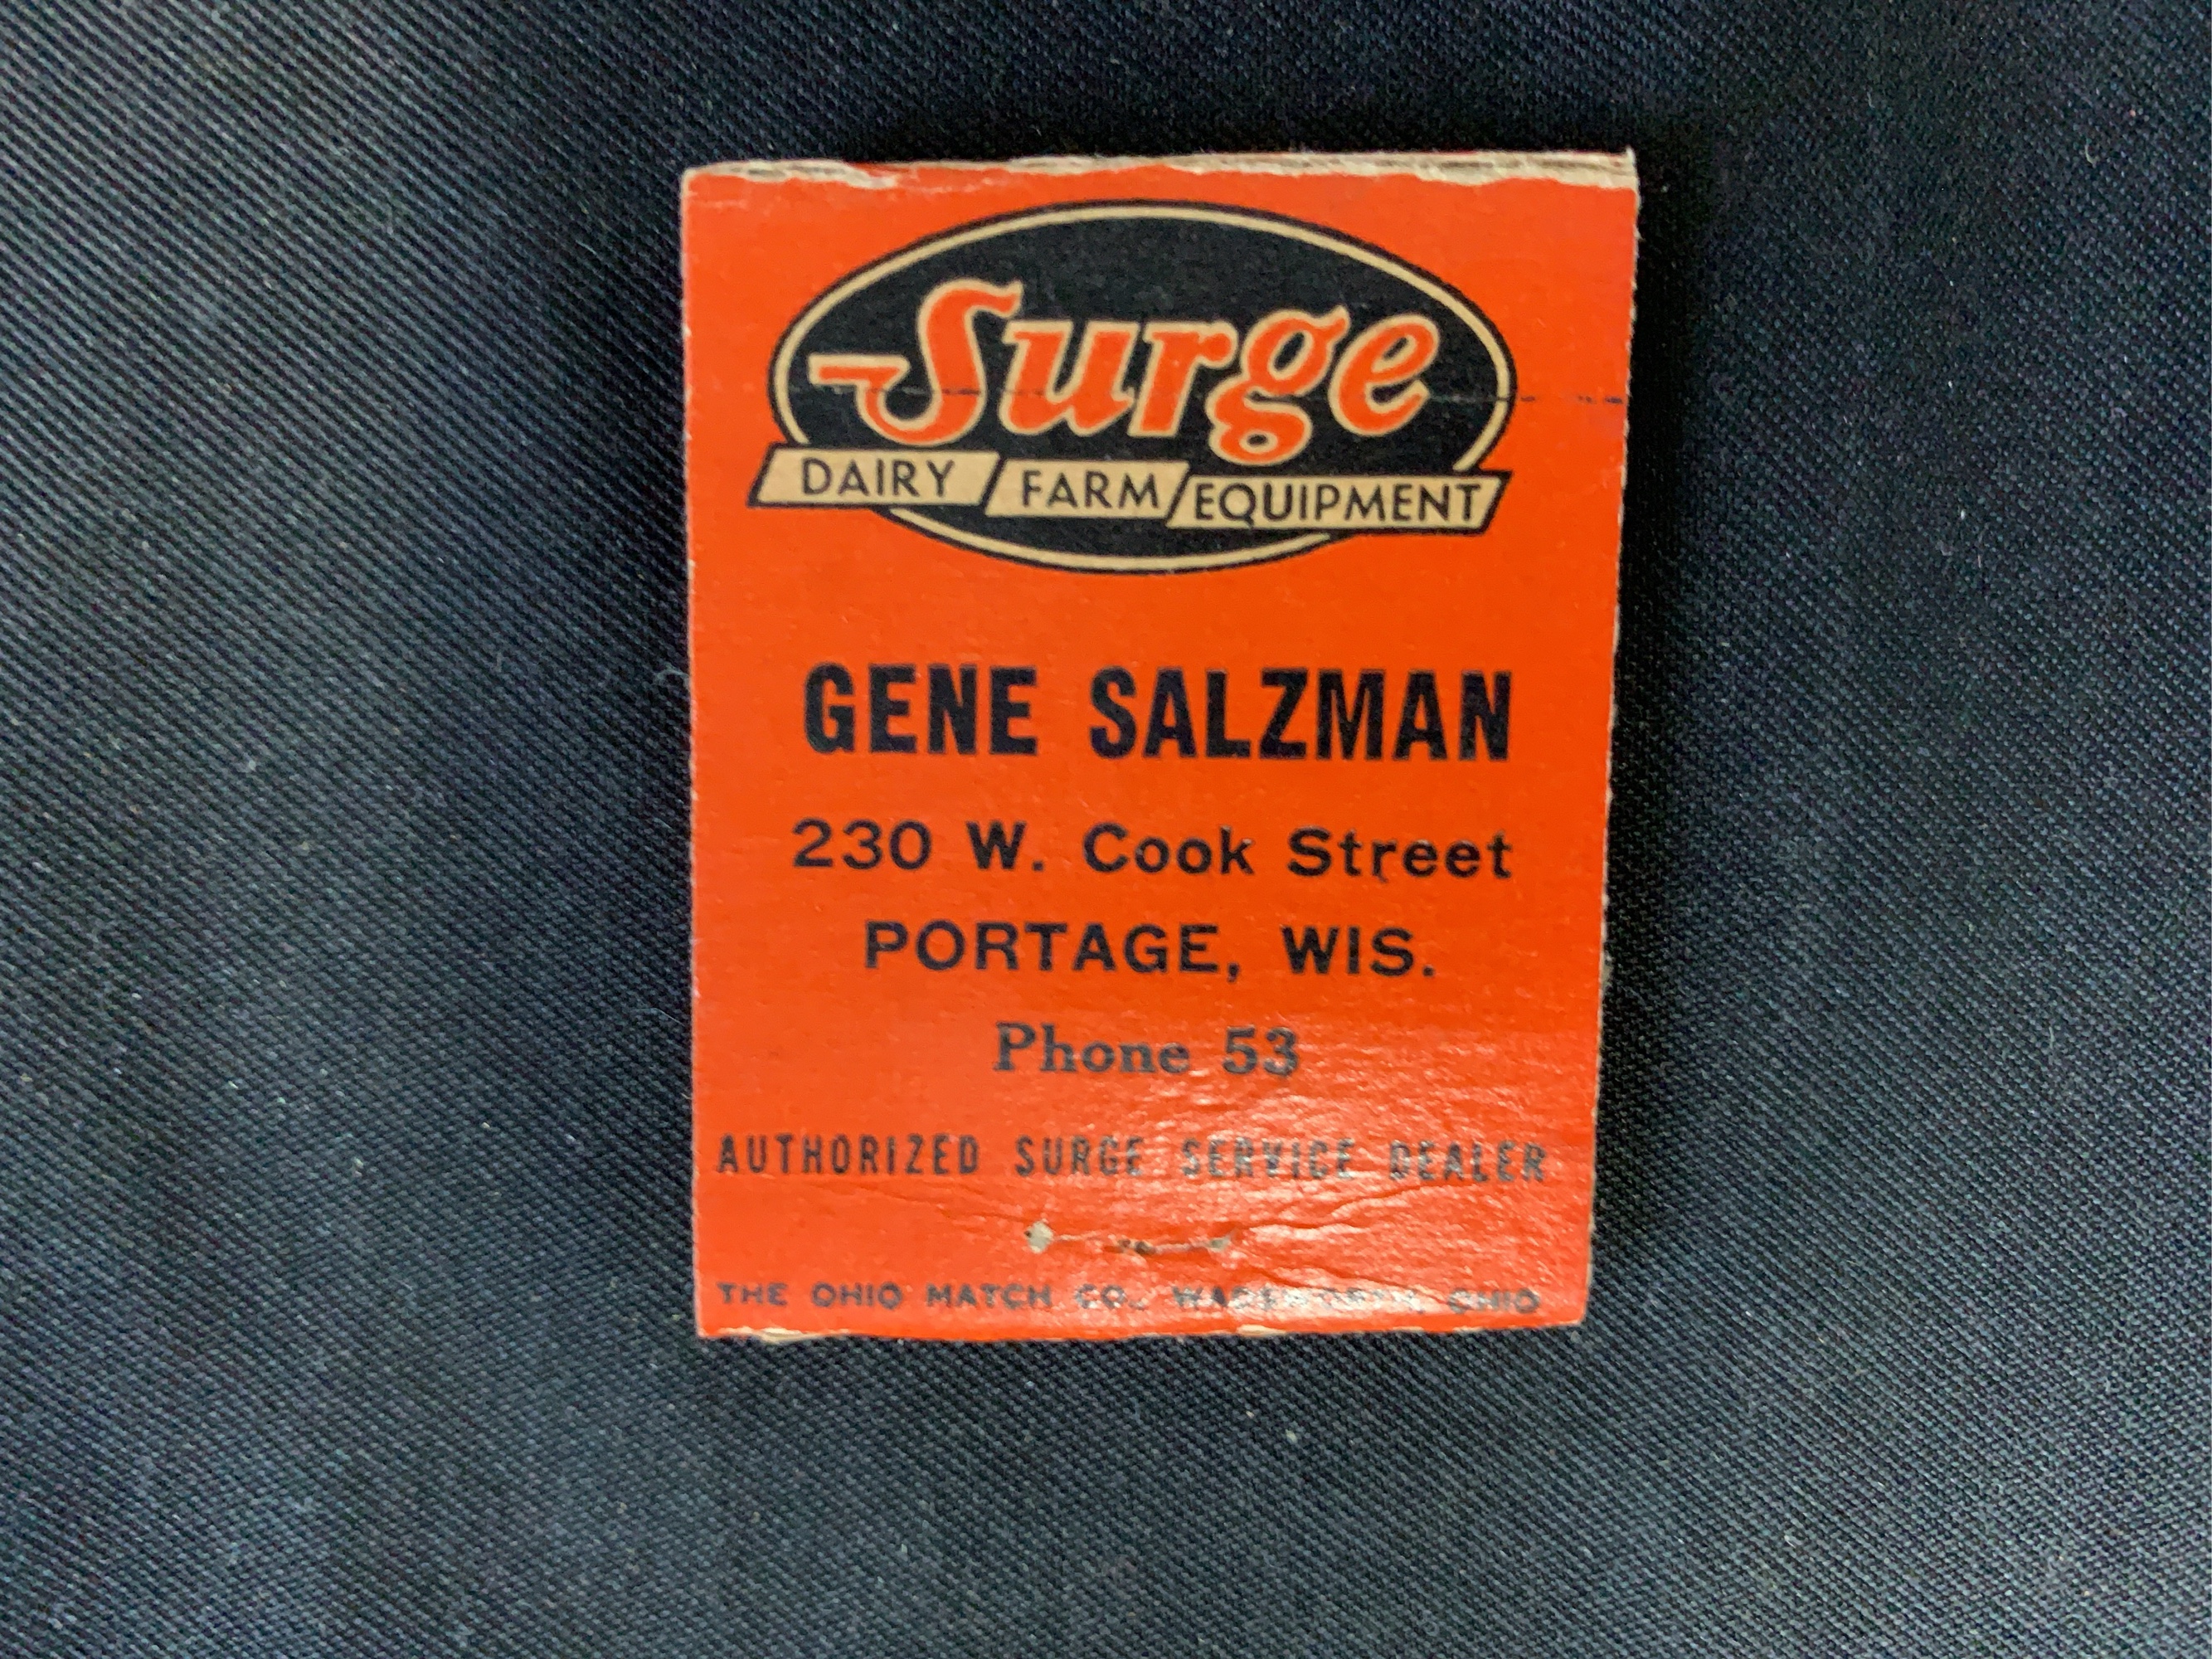 Surge
DAIRY FARM EQUIPMENT
GENE SALZMAN
230 W. Cook Street
PORTAGE, WIS.
Phone 53
AUTHORIZED SURGE SERVICE DEALER
THE OHIO MATCH CO., WADSWORTH, OHIO